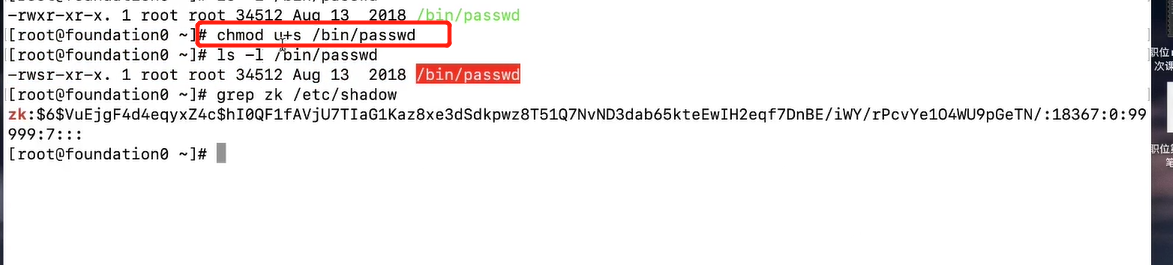 -rwxr-xr-x. 1 root root 34512 Aug 13  2018 /bin/passwd
[root@foundation0 ~]# chmod u+s /bin/passwd
[root@foundation0 ~]# ls -l /bin/passwd
-rwsr-xr-x. 1 root root 34512 Aug 13  2018 /bin/passwd
[root@foundation0 ~]# grep zk /etc/shadow
zk:$6$VuEjgF4d4eqyxZ4c$hI0QF1fAVjU7TIaG1Kaz8xe3dSdkpwz8T51Q7NvND3dab65kteEwIH2eqf7DnBE/iWY/rPcvYe1O4WU9pGeTN/:18367:0:99
999:7:::
[root@foundation0 ~]#
职位
次课
职位
笔